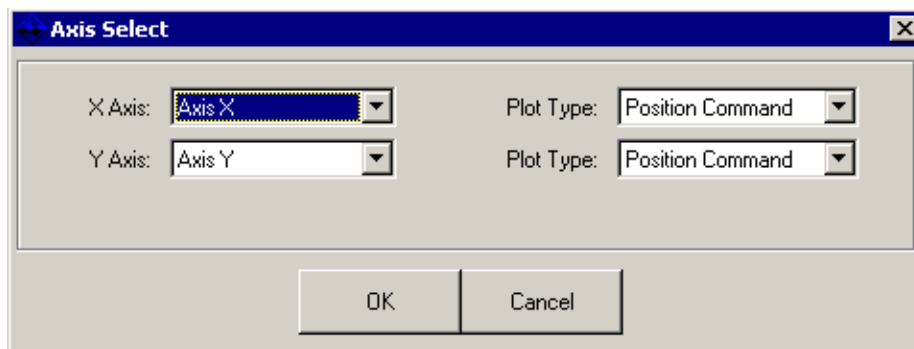 Axis Select
X Axis: Axis X Plot Type: Position Command
Y Axis: Axis Y Plot Type: Position Command
OK Cancel